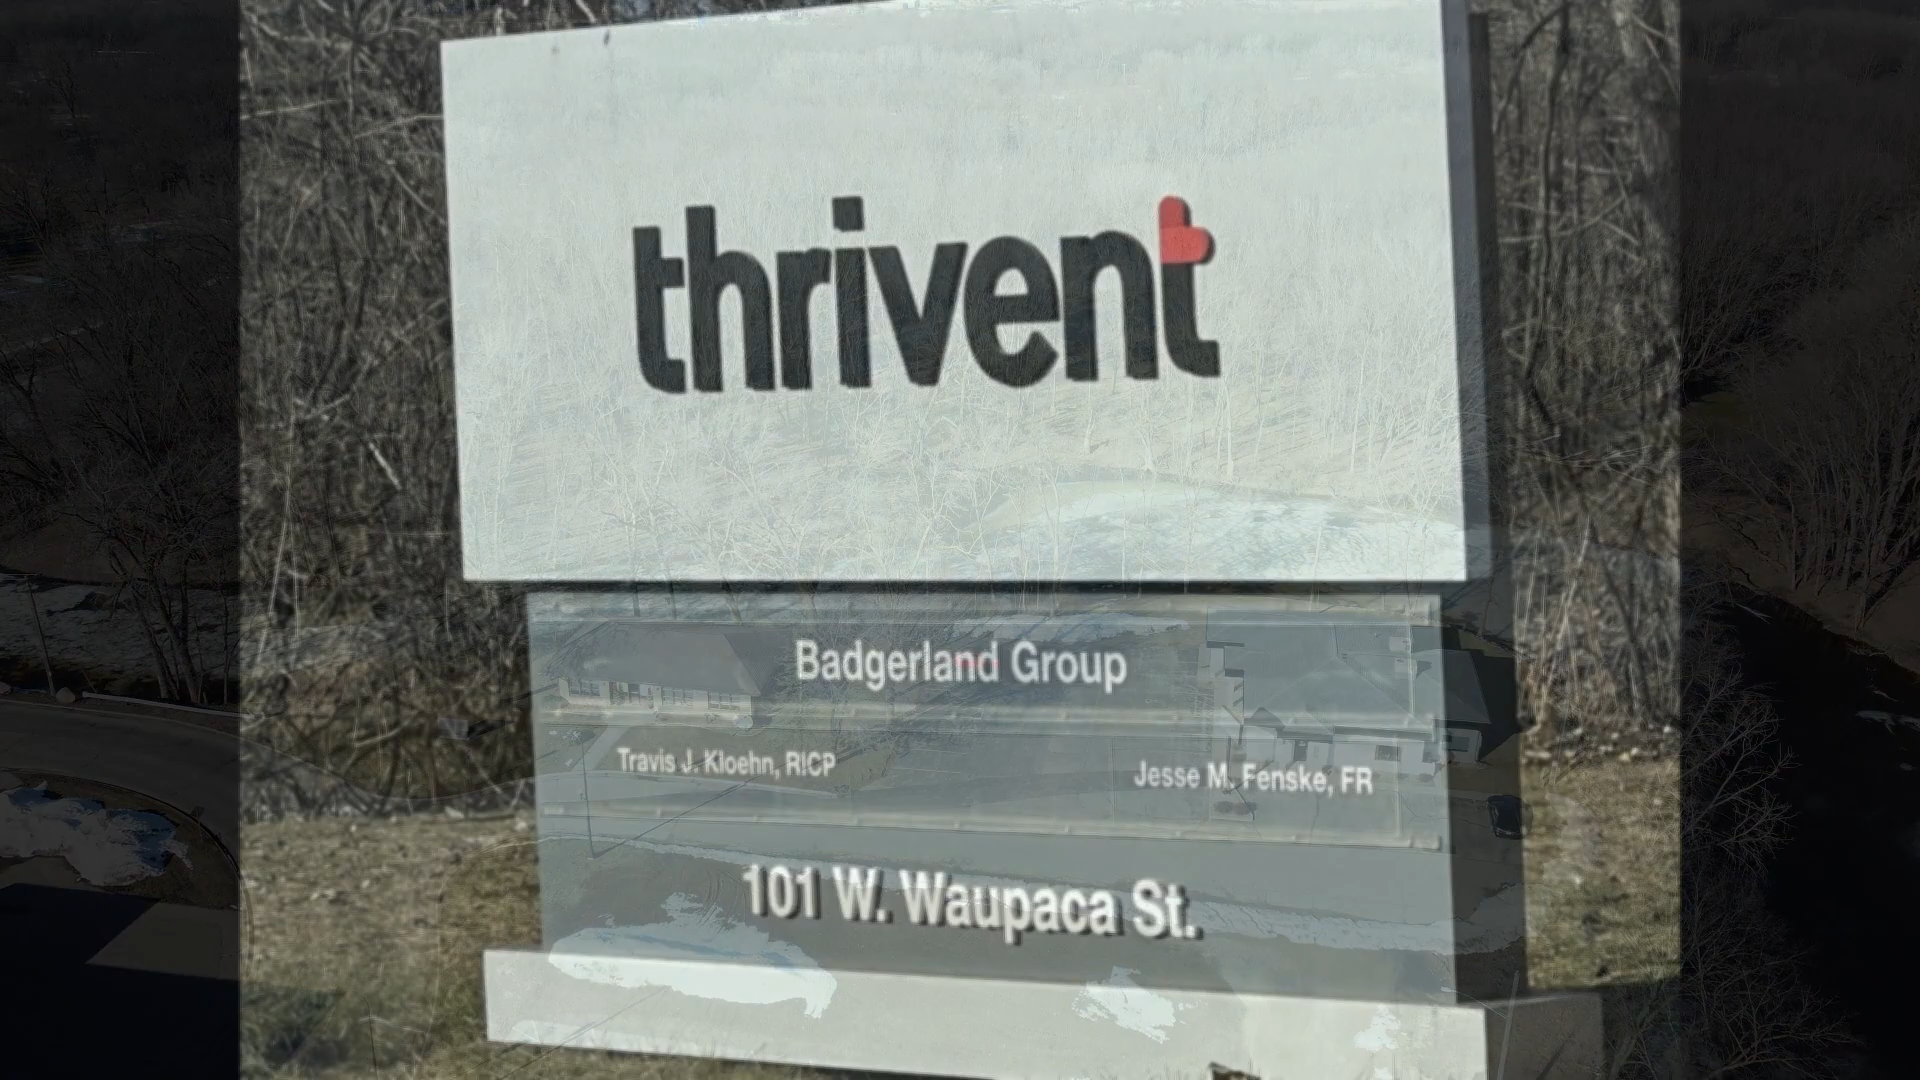 thrivent
Badgerland Group
Travis J. Kloehn, RICP
Jesse M. Fenske, FR
101 W. Waupaca St.